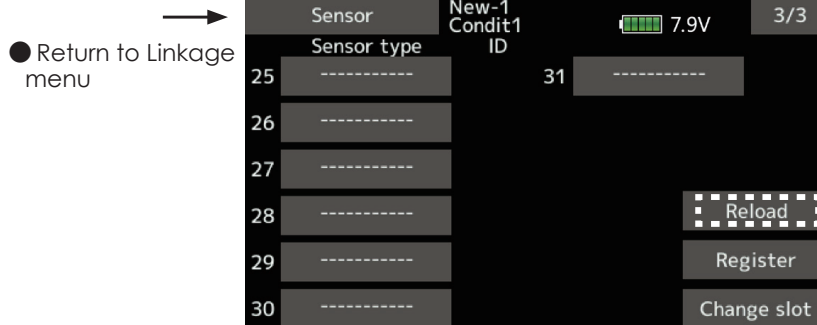 Sensor New-1 Condit1 7.9V 3/3
● Return to Linkage menu
Sensor type ID
25 ----------- 31 -----------
26 -----------
27 -----------
28 ----------- Reload
29 ----------- Register
30 ----------- Change slot